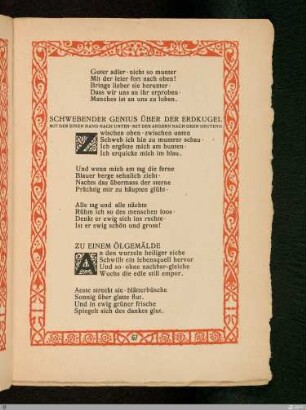 Guter adler · nicht so munter
Mit der leier fort nach oben!
Bringe lieber sie herunter ·
Dass wir uns an ihr erproben ·
Manches ist an uns zu loben.
SCHWEBENDER GENIUS ÜBER DER ERDKUGEL
MIT DER EINEN HAND NACH UNTEN · MIT DER ANDERN NACH OBEN DEUTEND
Zwischen oben · zwischen unten
Schweb ich hin zu muntrer schau ·
Ich ergötze mich am bunten ·
Ich erquicke mich im blau.
Und wenn mich am tag die ferne
Blauer berge sehnlich zieht ·
Nachts das übermass der sterne
Prächtig mir zu häupten glüht ·
Alle tag und alle nächte
Rühm ich so des menschen loos ·
Denkt er ewig sich ins rechte ·
Ist er ewig schön und gross!
ZU EINEM ÖLGEMÄLDE
An den wurzeln heiliger eiche
Schwillt ein lebensquell hervor
Und so · ohne nachbar-gleiche
Wuchs die edle still empor.
Aeste streckt sie · blätterbüsche
Sonnig über glatte flut.
Und in ewig grüner frische
Spiegelt sich des dankes glut.